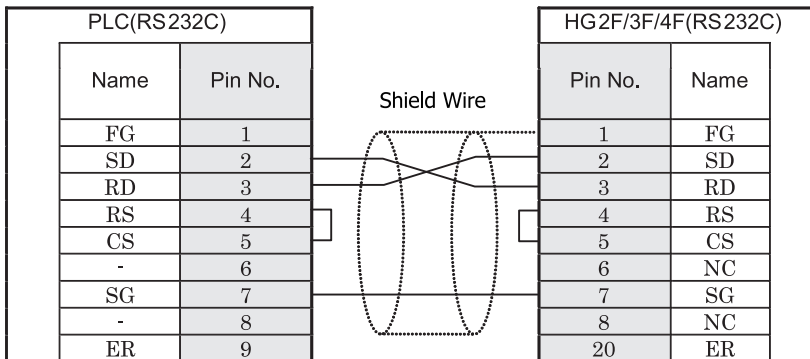 PLC(RS232C) HG2F/3F/4F(RS232C)
Name Pin No. Pin No. Name
Shield Wire
FG 1 1 FG
SD 2 2 SD
RD 3 3 RD
RS 4 4 RS
CS 5 5 CS
- 6 6 NC
SG 7 7 SG
- 8 8 NC
ER 9 20 ER